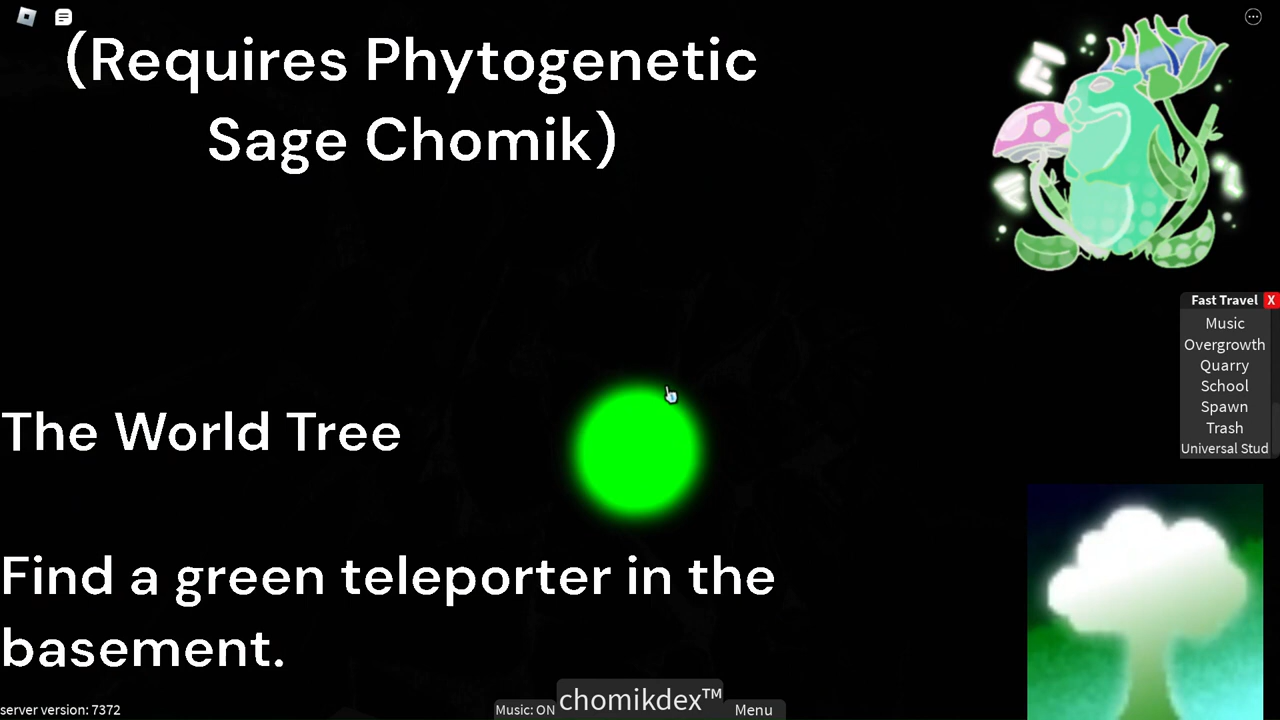 (Requires Phytogenetic
Sage Chomik)
Fast Travel X
Music
Overgrowth
Quarry
School
Spawn
Trash
Universal Stud
The World Tree
Find a green teleporter in the
basement.
server version: 7372
Music: ON
chomikdex™
Menu